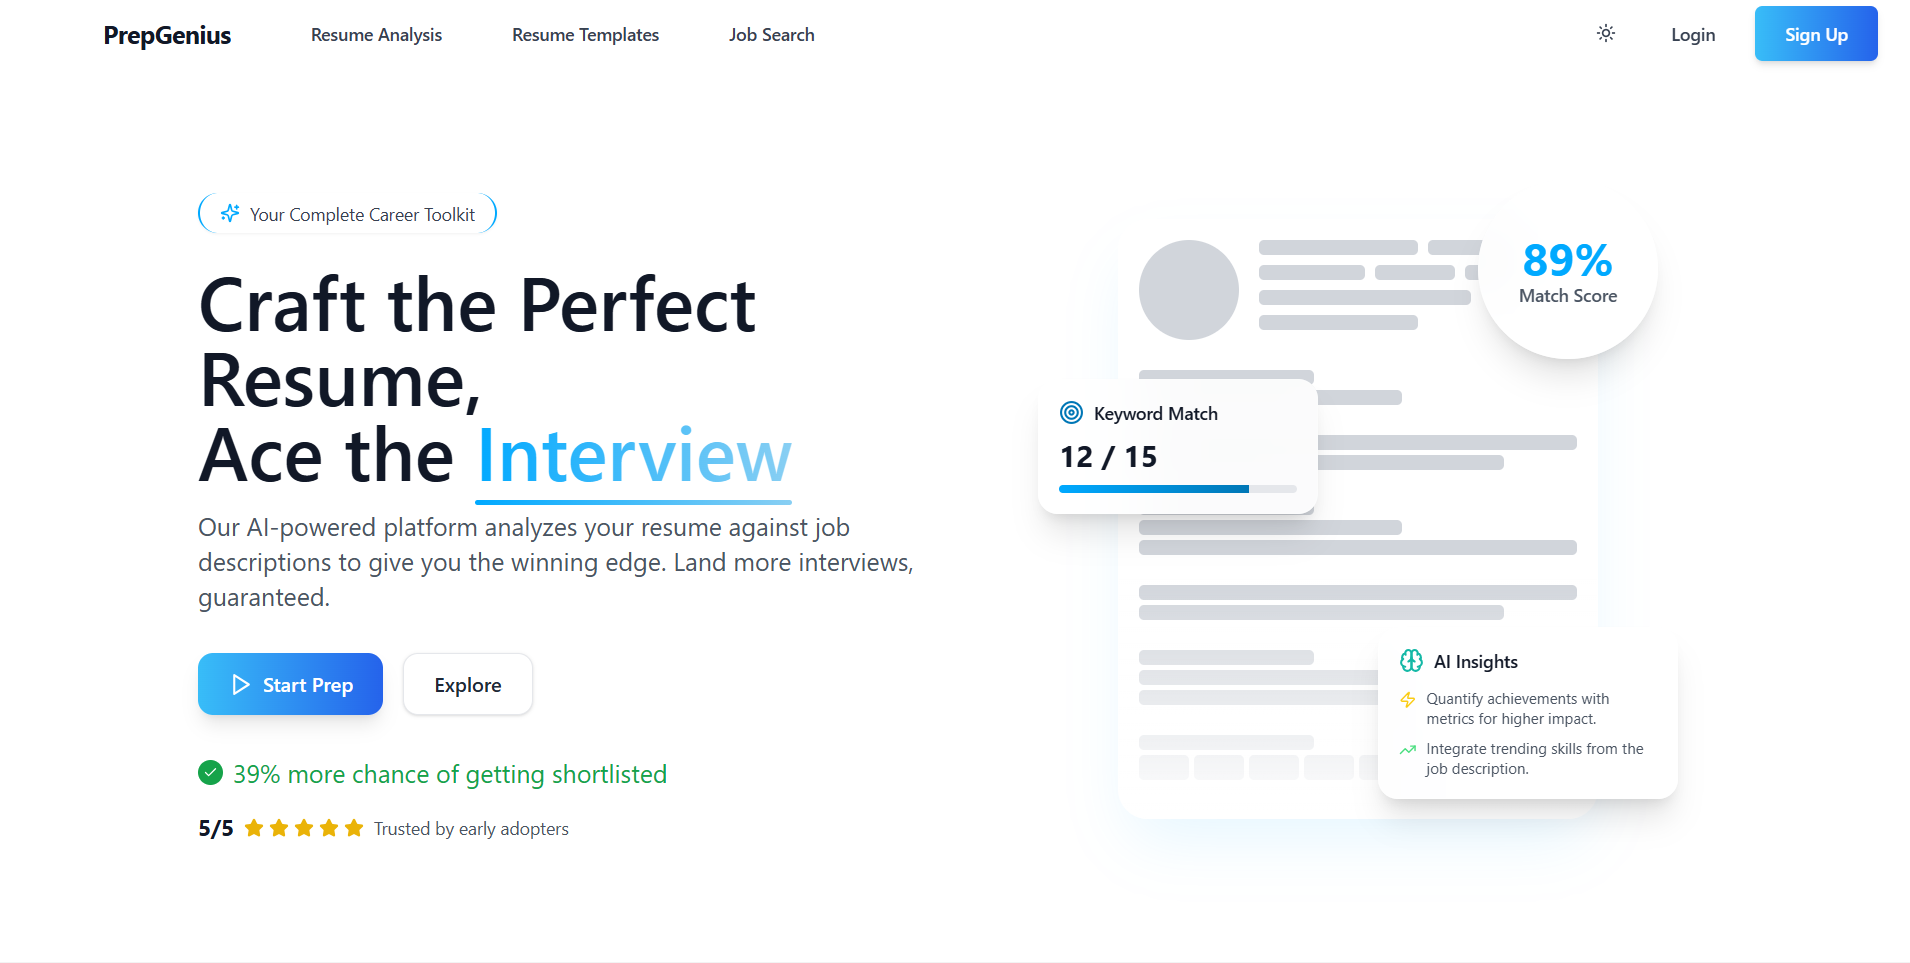 PrepGenius
Resume Analysis
Resume Templates
Job Search
Login
Sign Up
Your Complete Career Toolkit
Craft the Perfect
Resume,
Ace the Interview
Our AI-powered platform analyzes your resume against job
descriptions to give you the winning edge. Land more interviews,
guaranteed.
Start Prep
Explore
39% more chance of getting shortlisted
5/5
Trusted by early adopters
89%
Match Score
Keyword Match
12 / 15
AI Insights
Quantify achievements with
metrics for higher impact.
Integrate trending skills from the
job description.